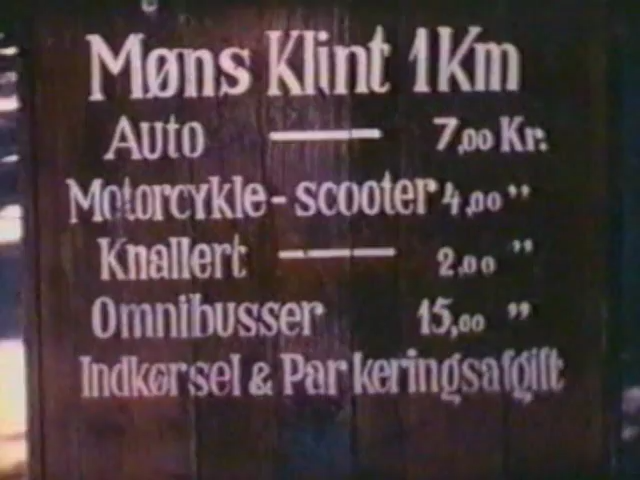 Møns Klint 1Km
Auto — 7,00 Kr.
Motorcykle - scooter 4,00 "
Knallert --- 2,00 "
Omnibusser 15,00 "
Indkørsel & Parkeringsafgift